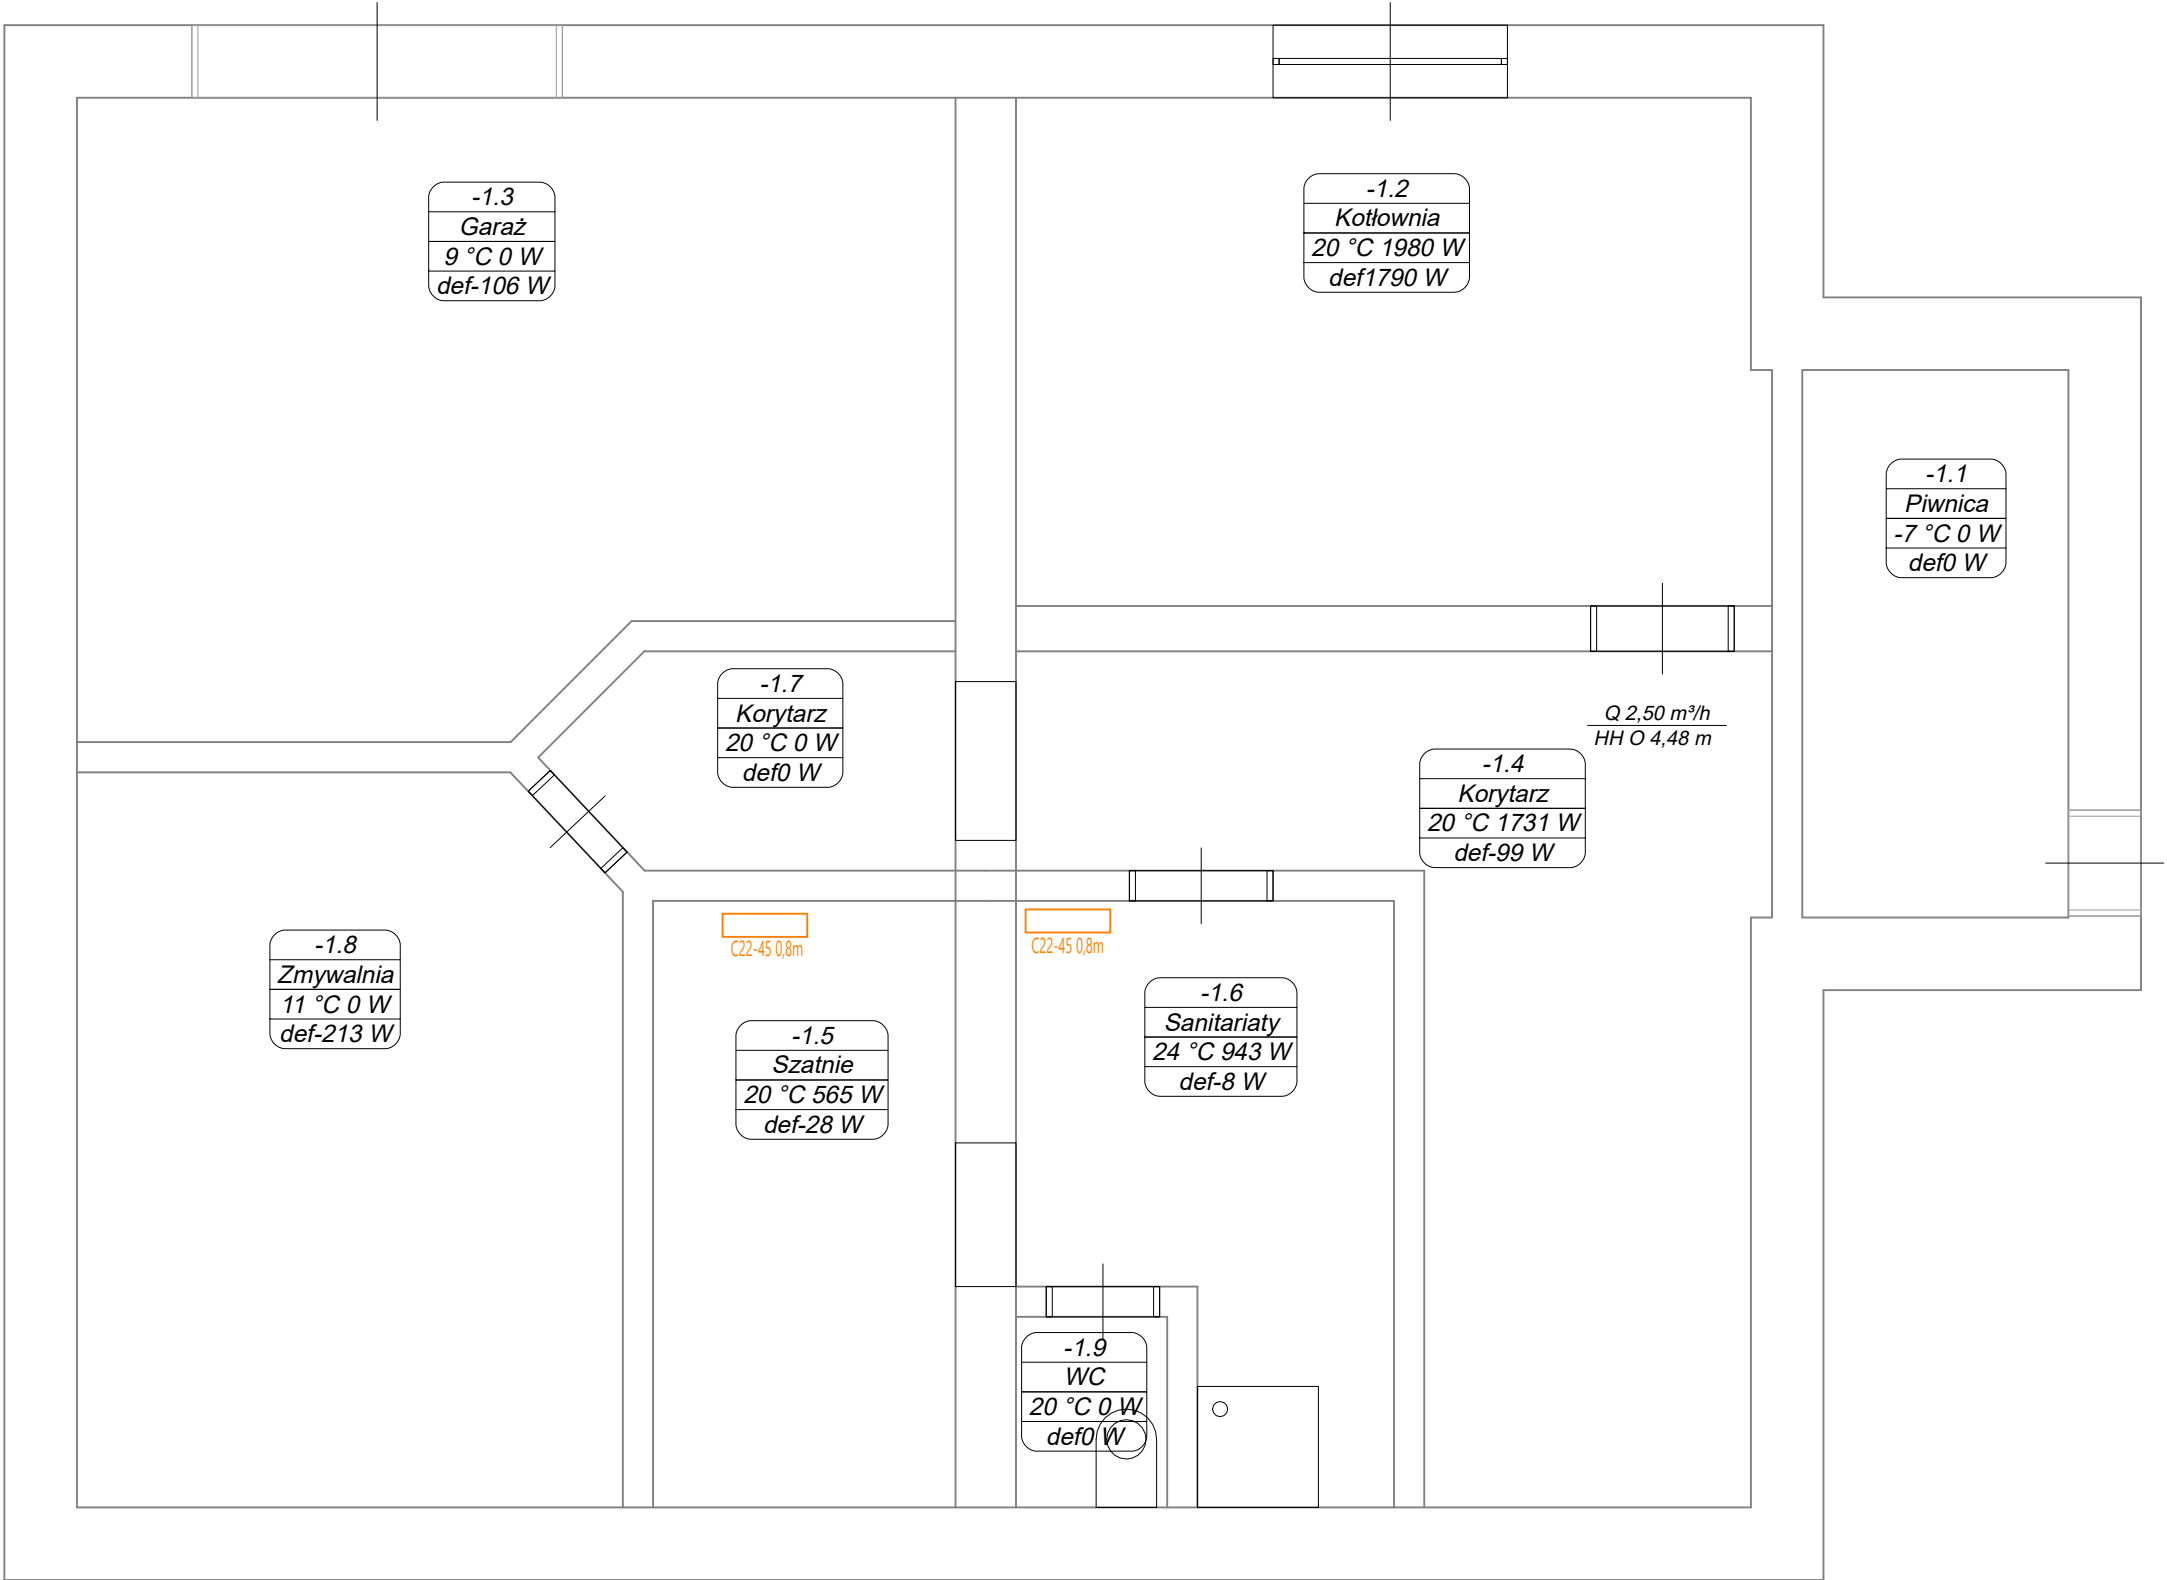 -1.3
Garaż
9 °C 0 W
def-106 W
-1.2
Kotłownia
20 °C 1980 W
def1790 W
-1.1
Piwnica
-7 °C 0 W
def0 W
-1.7
Korytarz
20 °C 0 W
def0 W
Q 2,50 m³/h
HH O 4,48 m
-1.4
Korytarz
20 °C 1731 W
def-99 W
C22-45 0,8m
C22-45 0,8m
-1.8
Zmywalnia
11 °C 0 W
def-213 W
-1.5
Szatnie
20 °C 565 W
def-28 W
-1.6
Sanitariaty
24 °C 943 W
def-8 W
-1.9
WC
20 °C 0 W
def0 W